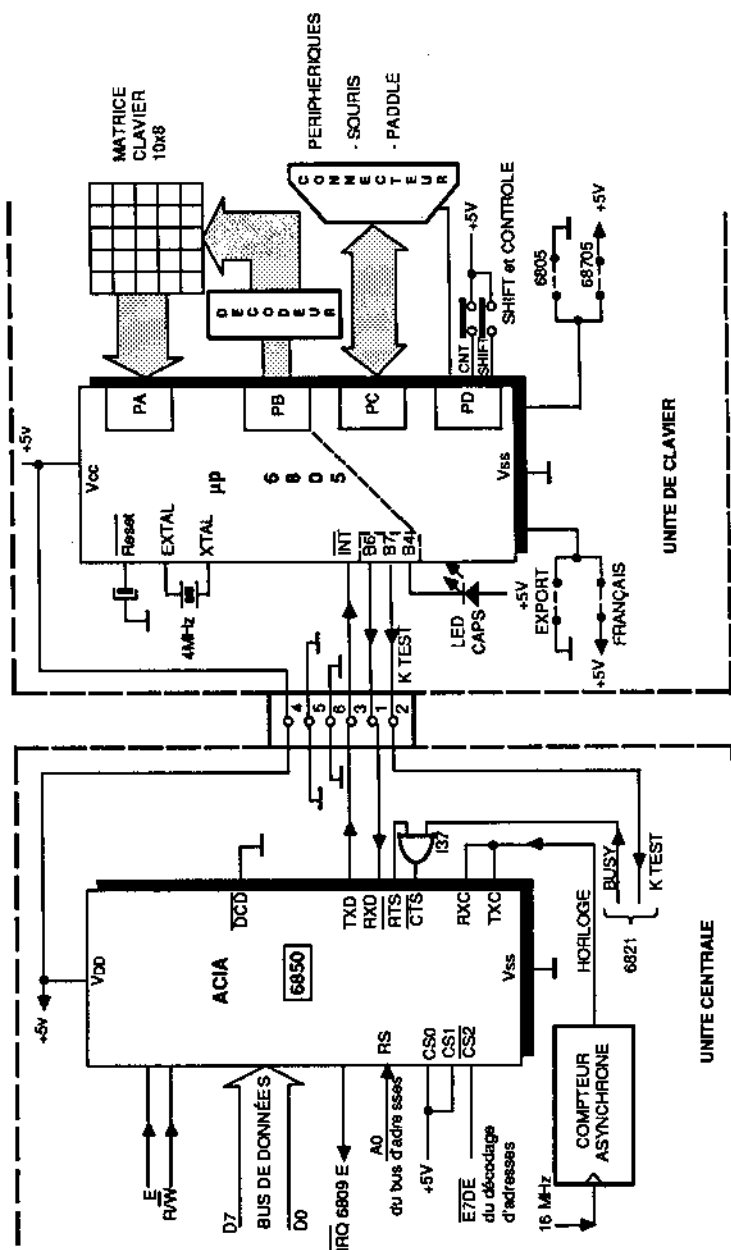 MATRICE
CLAVIER
10x8
PERIPHERIQUES
- SOURIS
- PADDLE
CONNECTEUR
DECODEUR
+5V
Vcc
Reset
EXTAL
XTAL
4MHz
µp
6805
PA
PB
PC
PD
INT
B6
B7
B4
Vss
CNT
SHIFT
+5V
SHIFT et CONTROLE
6805
68705
+5V
LED
CAPS
+5V
EXPORT
FRANÇAIS
+5V
K TEST
UNITE DE CLAVIER
4
5
6
3
1
2
+5V
VDD
ACIA
6850
DCD
TXD
RXD
RTS
CTS
RXC
TXC
Vss
I37
E
R/W
D7
BUS DE DONNÉES
D0
IRQ 6809 E
RS
A0
du bus d'adresses
CS0
CS1
CS2
+5V
E7DE
du décodage
d'adresses
HORLOGE
BUSY
K TEST
6821
16 MHz
COMPTEUR
ASYNCHRONE
UNITE CENTRALE